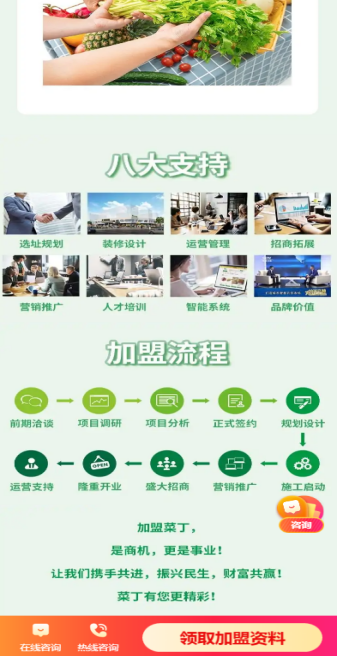 八大支持
选址规划 装修设计 运营管理 招商拓展
营销推广 人才培训 智能系统 品牌价值
加盟流程
前期洽谈 项目调研 项目分析 正式签约 规划设计
OPEN
运营支持 隆重开业 盛大招商 营销推广 施工启动
咨询
加盟菜丁，
是商机，更是事业！
让我们携手共进，振兴民生，财富共赢！
菜丁有您更精彩！
在线咨询 热线咨询 领取加盟资料